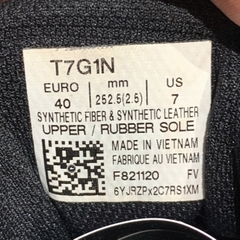 T7G1N
EURO mm US
40 252.5(2.5) 7
SYNTHETIC FIBER & SYNTHETIC LEATHER
UPPER / RUBBER SOLE
MADE IN VIETNAM
FABRIQUE AU VIETNAM
F821120 FV
6YJRZPx2C7RS1XM